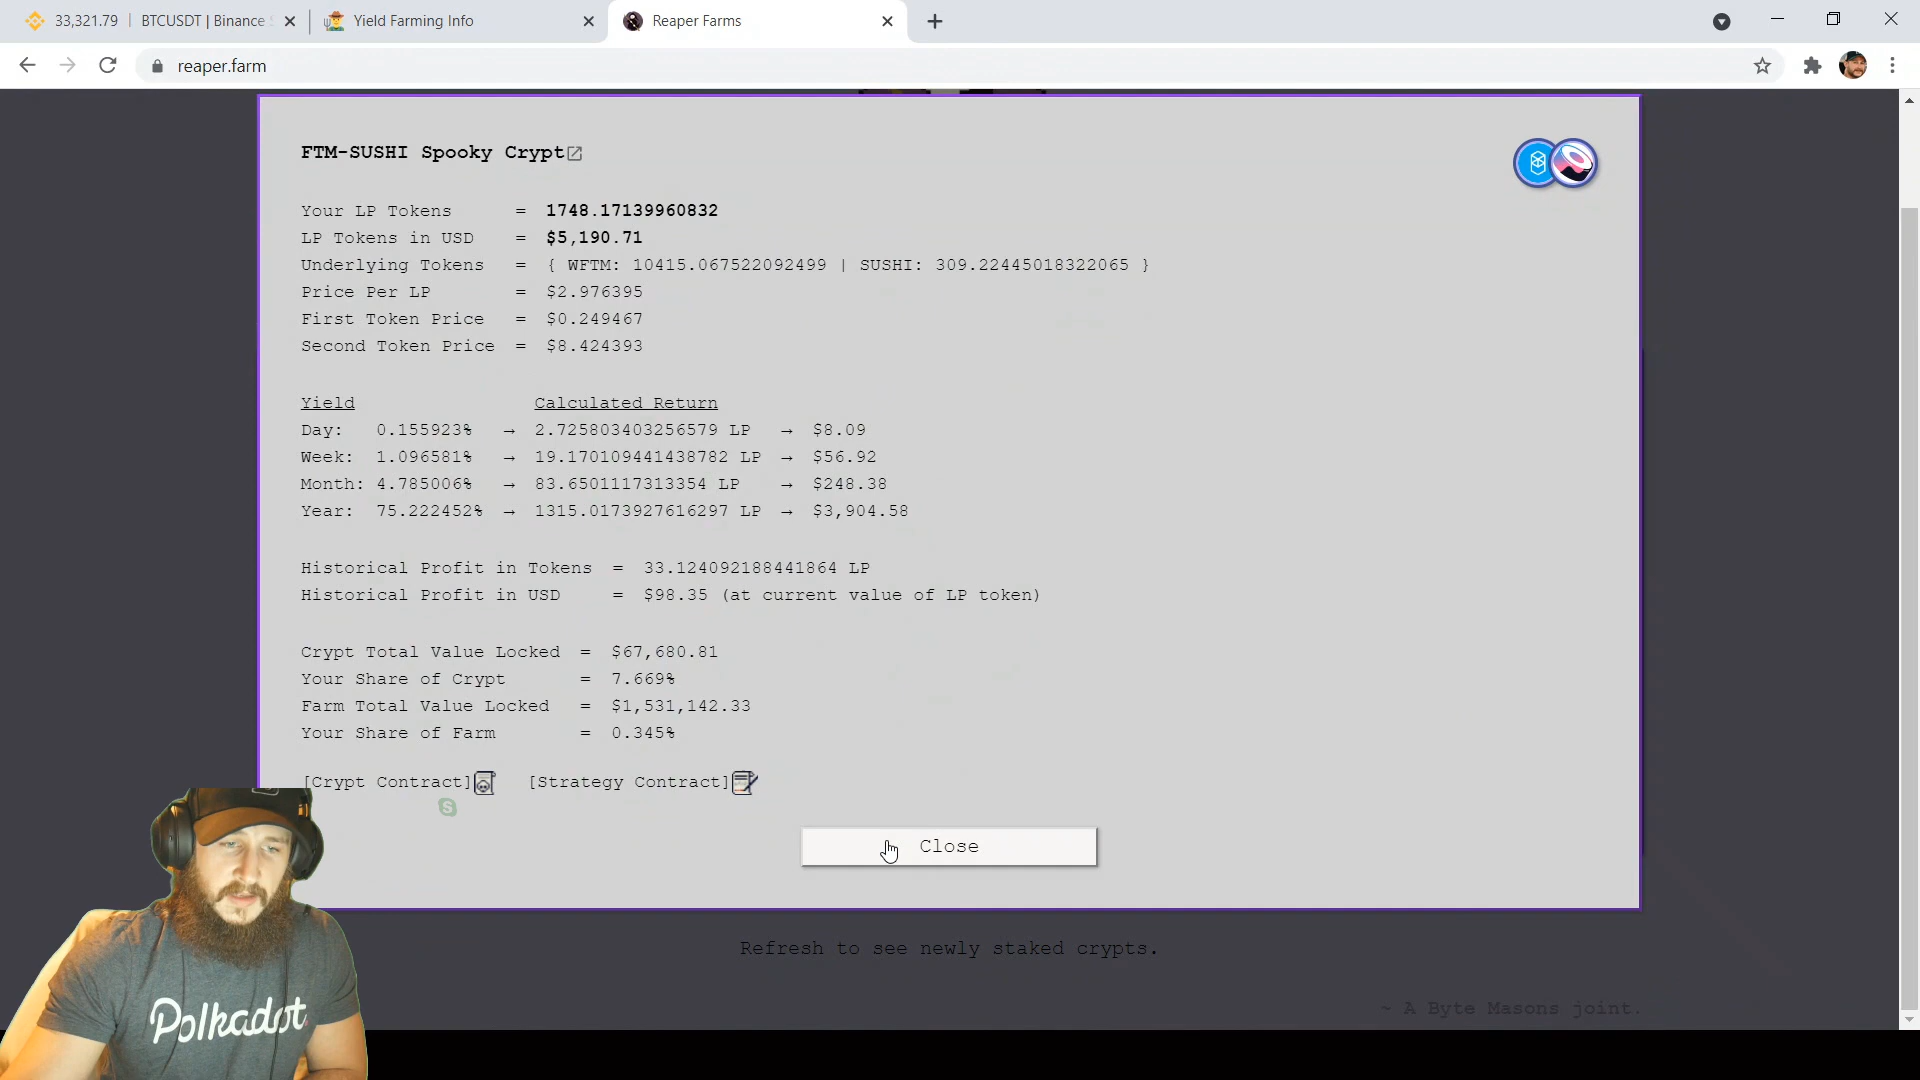 33,321.79 | BTCUSDT | Binance
Yield Farming Info
Reaper Farms
reaper.farm
FTM-SUSHI Spooky Crypt
Your LP Tokens = 1748.17139960832
LP Tokens in USD = $5,190.71
Underlying Tokens = { WFTM: 10415.067522092499 | SUSHI: 309.22445018322065 }
Price Per LP = $2.976395
First Token Price = $0.249467
Second Token Price = $8.424393
Yield Calculated Return
Day: 0.155923% → 2.725803403256579 LP → $8.09
Week: 1.096581% → 19.170109441438782 LP → $56.92
Month: 4.785006% → 83.6501117313354 LP → $248.38
Year: 75.222452% → 1315.0173927616297 LP → $3,904.58
Historical Profit in Tokens = 33.124092188441864 LP
Historical Profit in USD = $98.35 (at current value of LP token)
Crypt Total Value Locked = $67,680.81
Your Share of Crypt = 7.669%
Farm Total Value Locked = $1,531,142.33
Your Share of Farm = 0.345%
[Crypt Contract] [Strategy Contract]
Close
Refresh to see newly staked crypts.
~ A Byte Masons joint.
Polkadot.